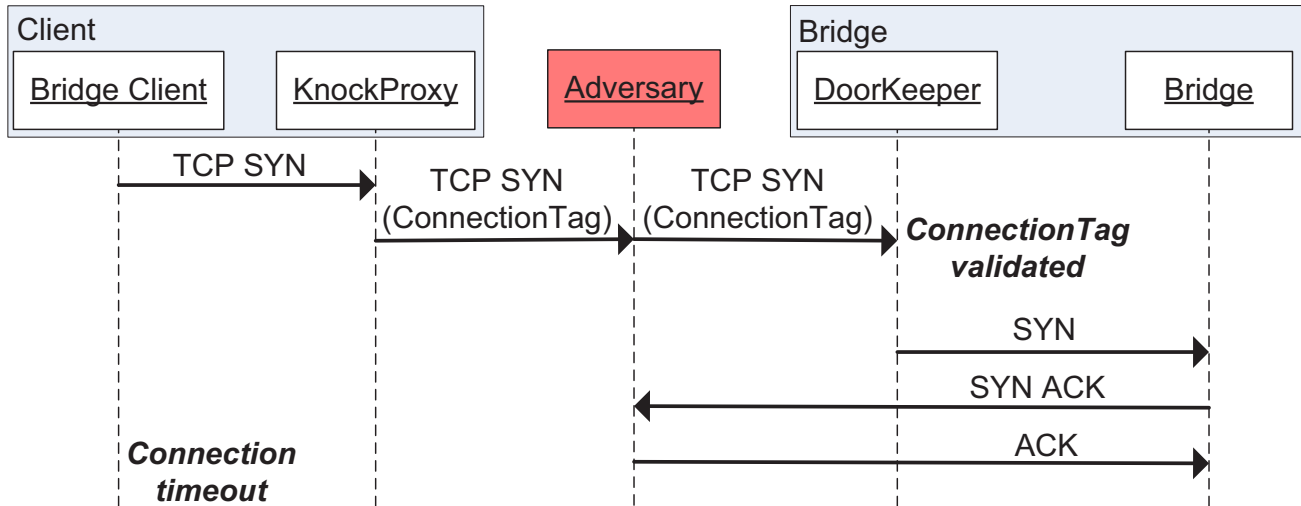 Client
Bridge
Bridge Client
KnockProxy
Adversary
DoorKeeper
Bridge
TCP SYN
TCP SYN
(ConnectionTag)
TCP SYN
(ConnectionTag)
ConnectionTag
validated
SYN
SYN ACK
ACK
Connection
timeout